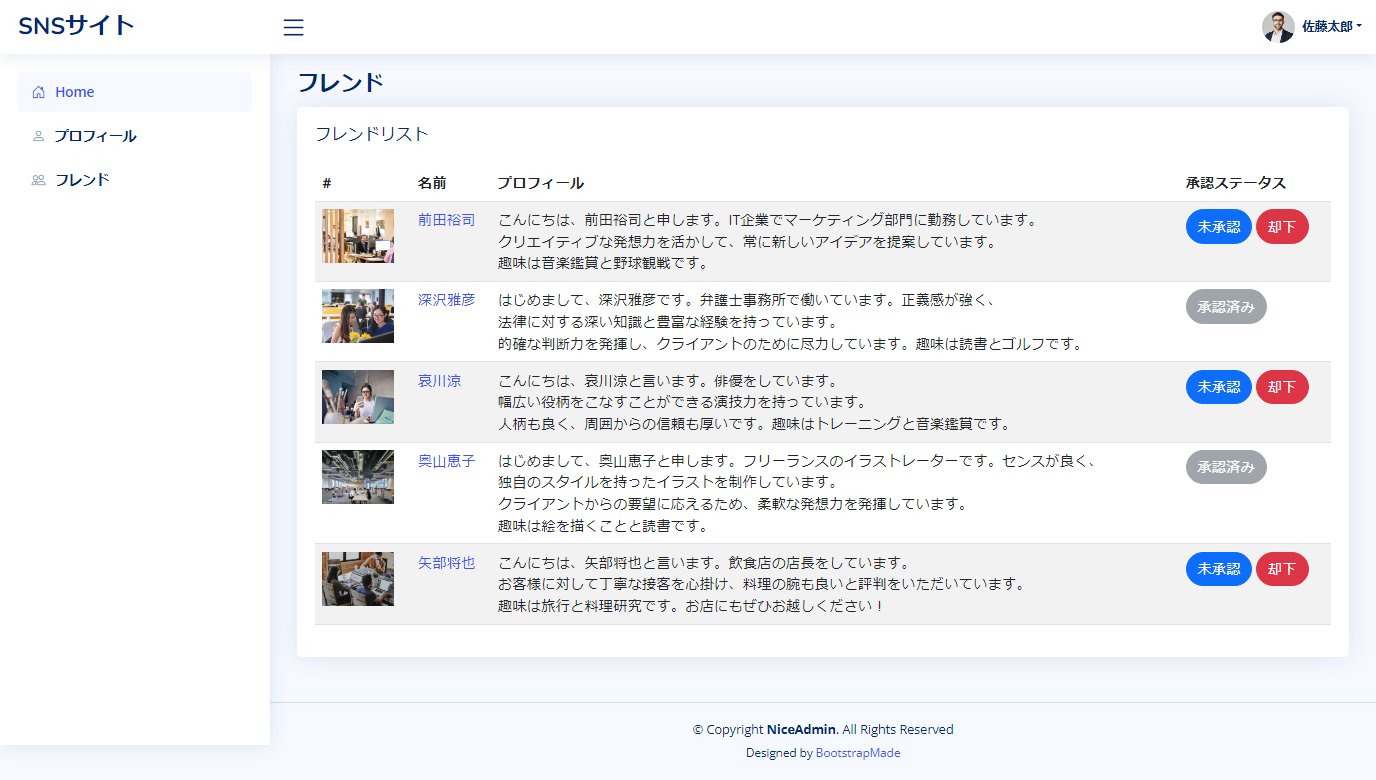 SNSサイト
佐藤太郎
Home
プロフィール
フレンド
フレンド
フレンドリスト
# 名前 プロフィール 承認ステータス
前田裕司 こんにちは、前田裕司と申します。IT企業でマーケティング部門に勤務しています。 未承認 却下
クリエイティブな発想力を活かして、常に新しいアイデアを提案しています。
趣味は音楽鑑賞と野球観戦です。
深沢雅彦 はじめまして、深沢雅彦です。弁護士事務所で働いています。正義感が強く、 承認済み
法律に対する深い知識と豊富な経験を持っています。
的確な判断力を発揮し、クライアントのために尽力しています。趣味は読書とゴルフです。
哀川涼 こんにちは、哀川涼と言います。俳優をしています。 未承認 却下
幅広い役柄をこなすことができる演技力を持っています。
人柄も良く、周囲からの信頼も厚いです。趣味はトレーニングと音楽鑑賞です。
奥山恵子 はじめまして、奥山恵子と申します。フリーランスのイラストレーターです。センスが良く、 承認済み
独自のスタイルを持ったイラストを制作しています。
クライアントからの要望に応えるため、柔軟な発想力を発揮しています。
趣味は絵を描くことと読書です。
矢部将也 こんにちは、矢部将也と言います。飲食店の店長をしています。 未承認 却下
お客様に対して丁寧な接客を心掛け、料理の腕も良いと評判をいただいています。
趣味は旅行と料理研究です。お店にもぜひお越しください！
© Copyright NiceAdmin. All Rights Reserved
Designed by BootstrapMade